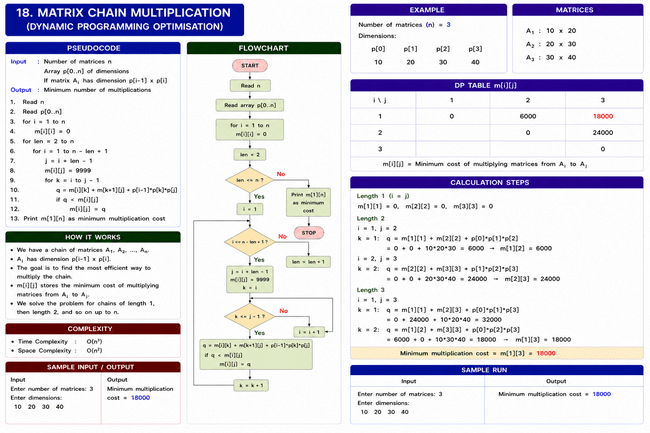 18. MATRIX CHAIN MULTIPLICATION
(DYNAMIC PROGRAMMING OPTIMISATION)
PSEUDOCODE
Input : Number of matrices n
Array p[0..n] of dimensions
If matrix Aᵢ has dimension p[i-1] x p[i]
Output : Minimum number of multiplications
1. Read n
2. Read p[0..n]
3. for i = 1 to n
4. m[i][i] = 0
5. for len = 2 to n
6. for i = 1 to n - len + 1
7. j = i + len - 1
8. m[i][j] = 9999
9. for k = i to j - 1
10. q = m[i][k] + m[k+1][j] + p[i-1]*p[k]*p[j]
11. if q < m[i][j]
12. m[i][j] = q
13. Print m[1][n] as minimum multiplication cost
HOW IT WORKS
• We have a chain of matrices A₁, A₂, ..., Aₙ.
• Aᵢ has dimension p[i-1] x p[i].
• The goal is to find the most efficient way to
multiply the chain.
• m[i][j] stores the minimum cost of multiplying
matrices from Aᵢ to Aⱼ.
• We solve the problem for chains of length 1,
then length 2, and so on up to n.
COMPLEXITY
• Time Complexity : O(n³)
• Space Complexity : O(n²)
SAMPLE INPUT / OUTPUT
Input
Enter number of matrices: 3
Enter dimensions:
10 20 30 40
Output
Minimum multiplication
cost = 18000
FLOWCHART
START
Read n
Read array p[0..n]
for i = 1 to n
m[i][i] = 0
len = 2
len <= n ?
No
Yes
Print m[1][n]
as minimum
cost
STOP
i = 1
i <= n - len + 1 ?
No
Yes
len = len + 1
j = i + len - 1
m[i][j] = 9999
k = i
k <= j - 1 ?
No
Yes
i = i + 1
q = m[i][k] + m[k+1][j] + p[i-1]*p[k]*p[j]
if q < m[i][j]
m[i][j] = q
k = k + 1
EXAMPLE
Number of matrices (n) = 3
Dimensions:
p[0] p[1] p[2] p[3]
10 20 30 40
MATRICES
A₁ : 10 x 20
A₂ : 20 x 30
A₃ : 30 x 40
DP TABLE m[i][j]
i \ j 1 2 3
1 0 6000 18000
2 0 24000
3 0
m[i][j] = Minimum cost of multiplying matrices from Aᵢ to Aⱼ
CALCULATION STEPS
Length 1 (i = j)
m[1][1] = 0, m[2][2] = 0, m[3][3] = 0
Length 2
i = 1, j = 2
k = 1: q = m[1][1] + m[2][2] + p[0]*p[1]*p[2]
= 0 + 0 + 10*20*30 = 6000 → m[1][2] = 6000
i = 2, j = 3
k = 2: q = m[2][2] + m[3][3] + p[1]*p[2]*p[3]
= 0 + 0 + 20*30*40 = 24000 → m[2][3] = 24000
Length 3
i = 1, j = 3
k = 1: q = m[1][1] + m[2][3] + p[0]*p[1]*p[3]
= 0 + 24000 + 10*20*40 = 32000
k = 2: q = m[1][2] + m[3][3] + p[0]*p[2]*p[3]
= 6000 + 0 + 10*30*40 = 18000 → m[1][3] = 18000
Minimum multiplication cost = m[1][3] = 18000
SAMPLE RUN
Input
Enter number of matrices: 3
Enter dimensions:
10 20 30 40
Output
Minimum multiplication cost = 18000